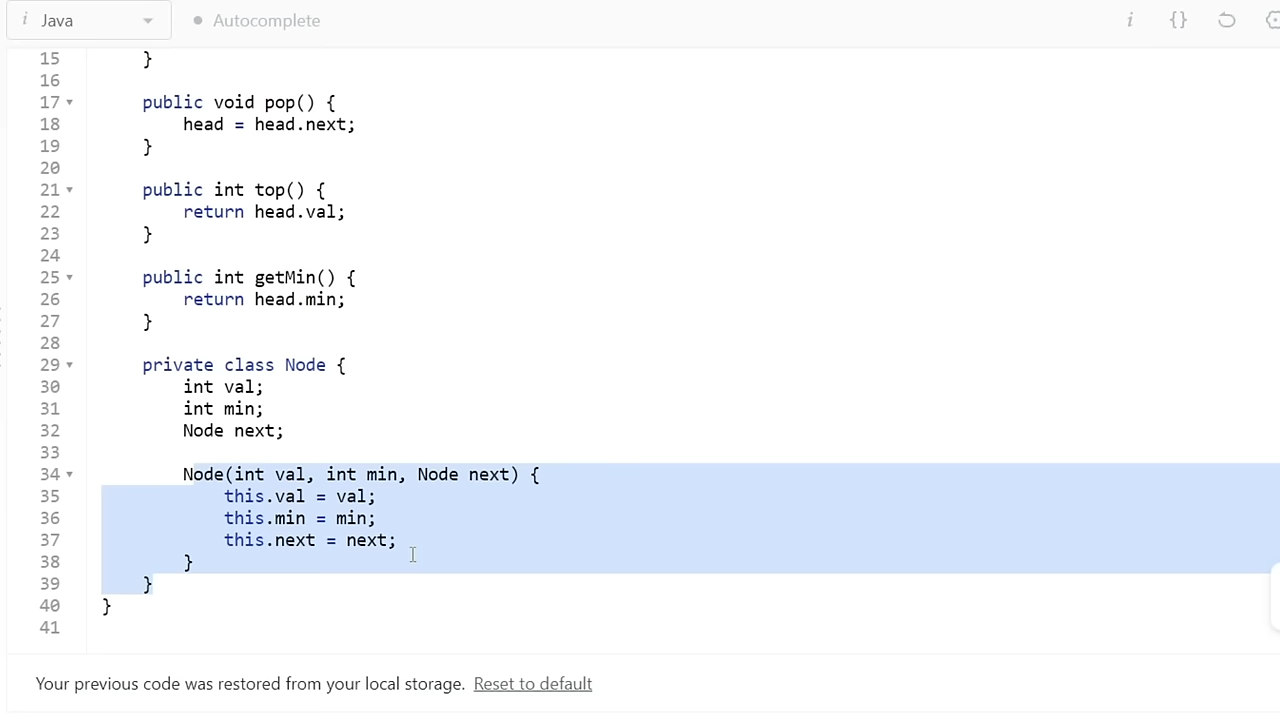 i Java
Autocomplete
i {}
15 }
16
17 public void pop() {
18 head = head.next;
19 }
20
21 public int top() {
22 return head.val;
23 }
24
25 public int getMin() {
26 return head.min;
27 }
28
29 private class Node {
30 int val;
31 int min;
32 Node next;
33
34 Node(int val, int min, Node next) {
35 this.val = val;
36 this.min = min;
37 this.next = next;
38 }
39 }
40 }
41
Your previous code was restored from your local storage. Reset to default